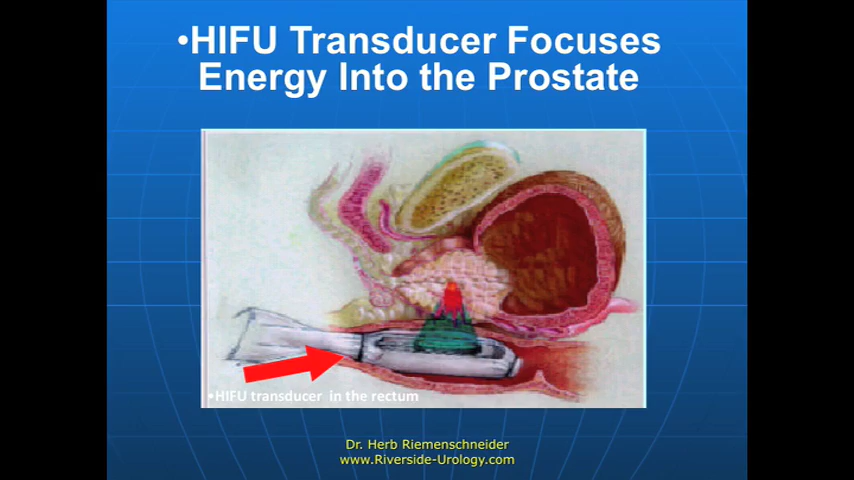 •HIFU Transducer Focuses
Energy Into the Prostate
•HIFU transducer in the rectum
Dr. Herb Riemenschneider
www.Riverside-Urology.com